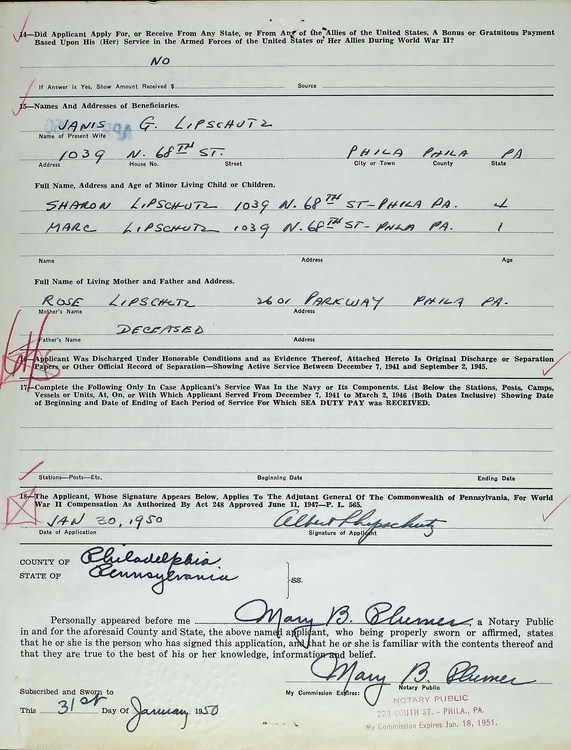 14—Did Applicant Apply For, or Receive From Any State, or From Any of the Allies of the United States, A Bonus or Gratuitous Payment
Based Upon His (Her) Service in the Armed Forces of the United States or Her Allies During World War II?
NO
If Answer is Yes, Show Amount Received $ Source
15—Names And Addresses of Beneficiaries.
JANIS G. LIPSCHUTZ
Name of Present Wife
1039 N. 68TH ST. PHILA PHILA PA
Address House No. Street City or Town County State
Full Name, Address and Age of Minor Living Child or Children.
SHARON LIPSCHUTZ 1039 N. 68TH ST-PHILA PA. 4
MARC LIPSCHUTZ 1039 N. 68TH ST-PHILA PA. 1
Name Address Age
Full Name of Living Mother and Father and Address.
ROSE LIPSCHUTZ 2601 PARKWAY PHILA PA.
Mother's Name Address
DECEASED
Father's Name Address
16—Applicant Was Discharged Under Honorable Conditions and as Evidence Thereof, Attached Hereto Is Original Discharge or Separation
Papers, or Other Official Record of Separation—Showing Active Service Between December 7, 1941 and September 2, 1945.
17—Complete the Following Only In Case Applicant's Service Was In the Navy or Its Components. List Below the Stations, Posts, Camps,
Vessels or Units, At, On, or With Which Applicant Served From December 7, 1941 to March 2, 1946 (Both Dates Inclusive) Showing Date
of Beginning and Date of Ending of Each Period of Service For Which SEA DUTY PAY was RECEIVED.
Stations—Posts—Etc. Beginning Date Ending Date
18—The Applicant, Whose Signature Appears Below, Applies To The Adjutant General Of The Commonwealth of Pennsylvania, For World
War II Compensation As Authorized By Act 248 Approved June 11, 1947—P. L. 565.
JAN 30, 1950 Albert Lipschutz
Date of Application Signature of Applicant
COUNTY OF Philadelphia
STATE OF Pennsylvania
ss.
Personally appeared before me Mary B. Plumer, a Notary Public
in and for the aforesaid County and State, the above named applicant, who being properly sworn or affirmed, states
that he or she is the person who has signed this application, and that he or she is familiar with the contents thereof and
that they are true to the best of his or her knowledge, information and belief.
Mary B. Plumer
My Commission Expires: Notary Public
Subscribed and Sworn to
NOTARY PUBLIC
SOUTH ST. - PHILA., PA.
This 31st Day Of January 1950
My Commission Expires Jan. 18, 1951.